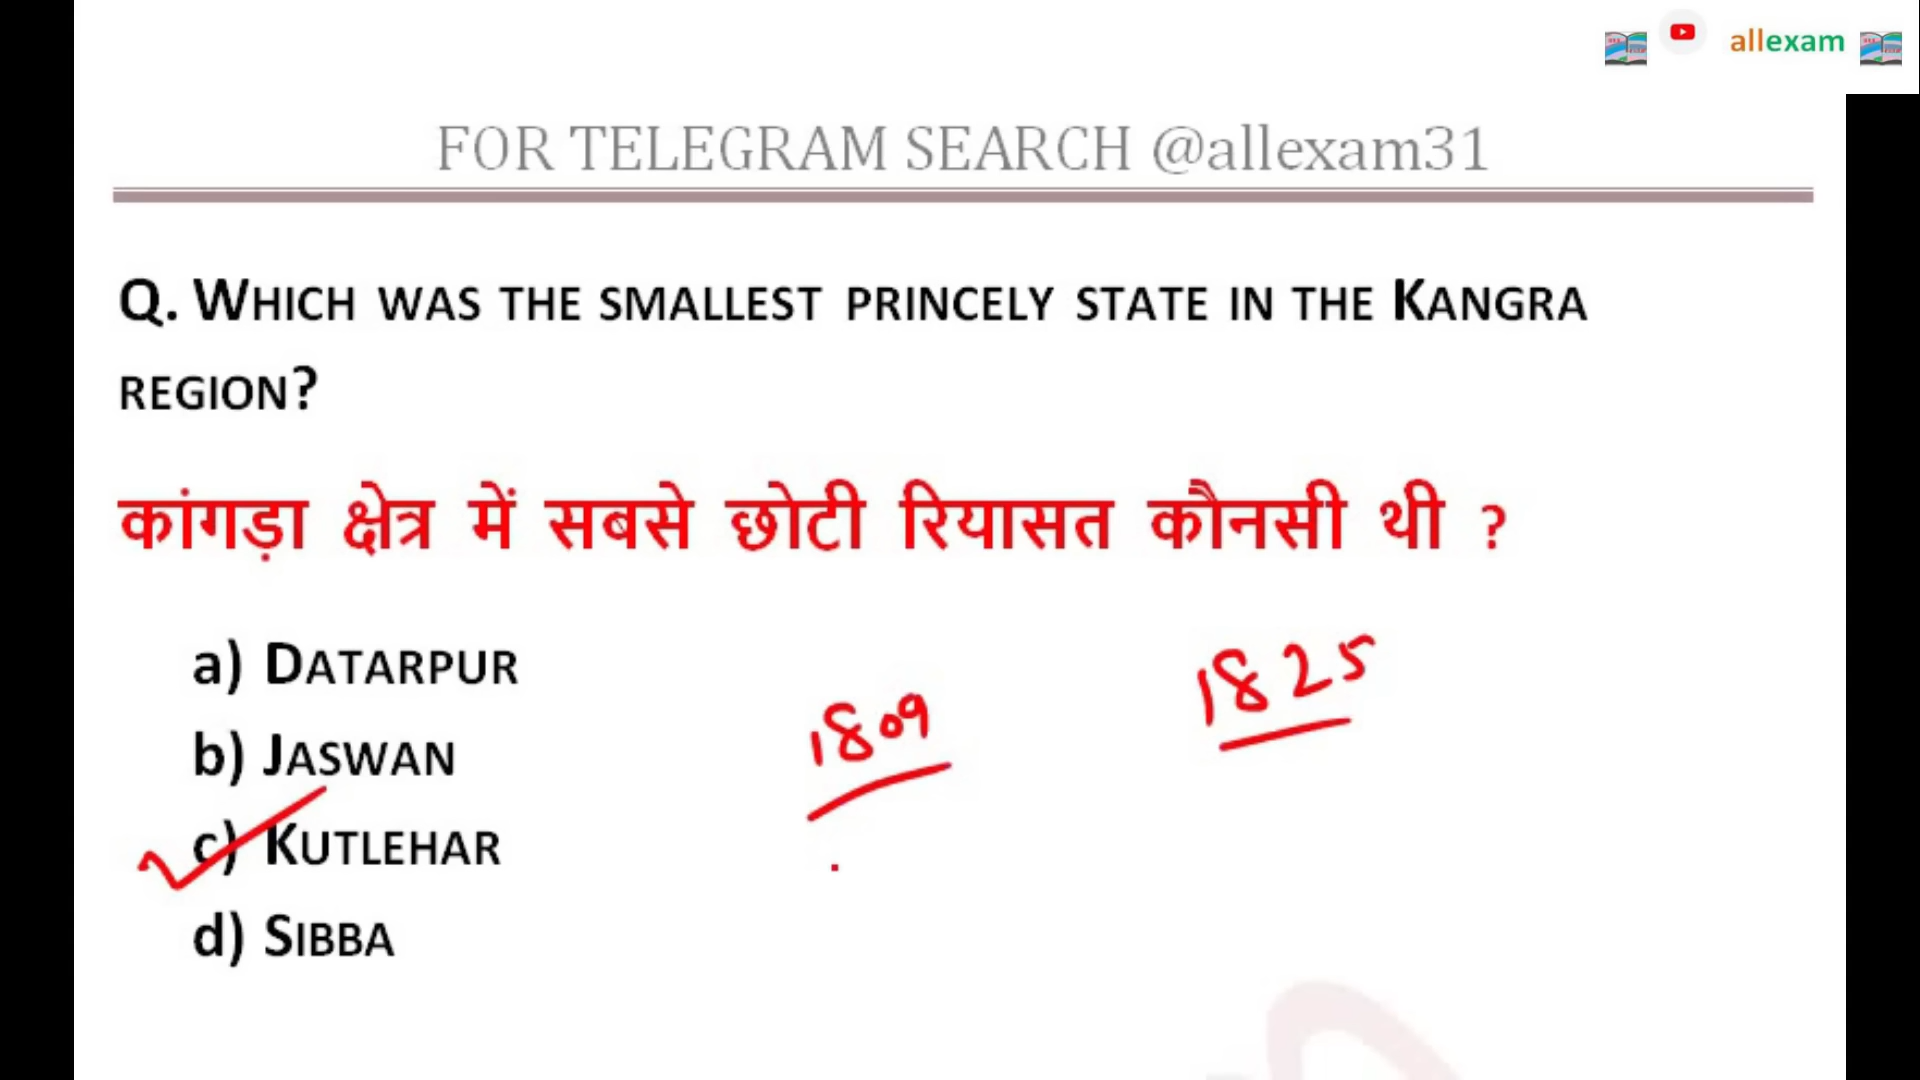 allexam
FOR TELEGRAM SEARCH @allexam31
Q. WHICH WAS THE SMALLEST PRINCELY STATE IN THE KANGRA
REGION?
कांगड़ा क्षेत्र में सबसे छोटी रियासत कौनसी थी ?
a) DATARPUR
1825
1809
b) JASWAN
c) KUTLEHAR
d) SIBBA